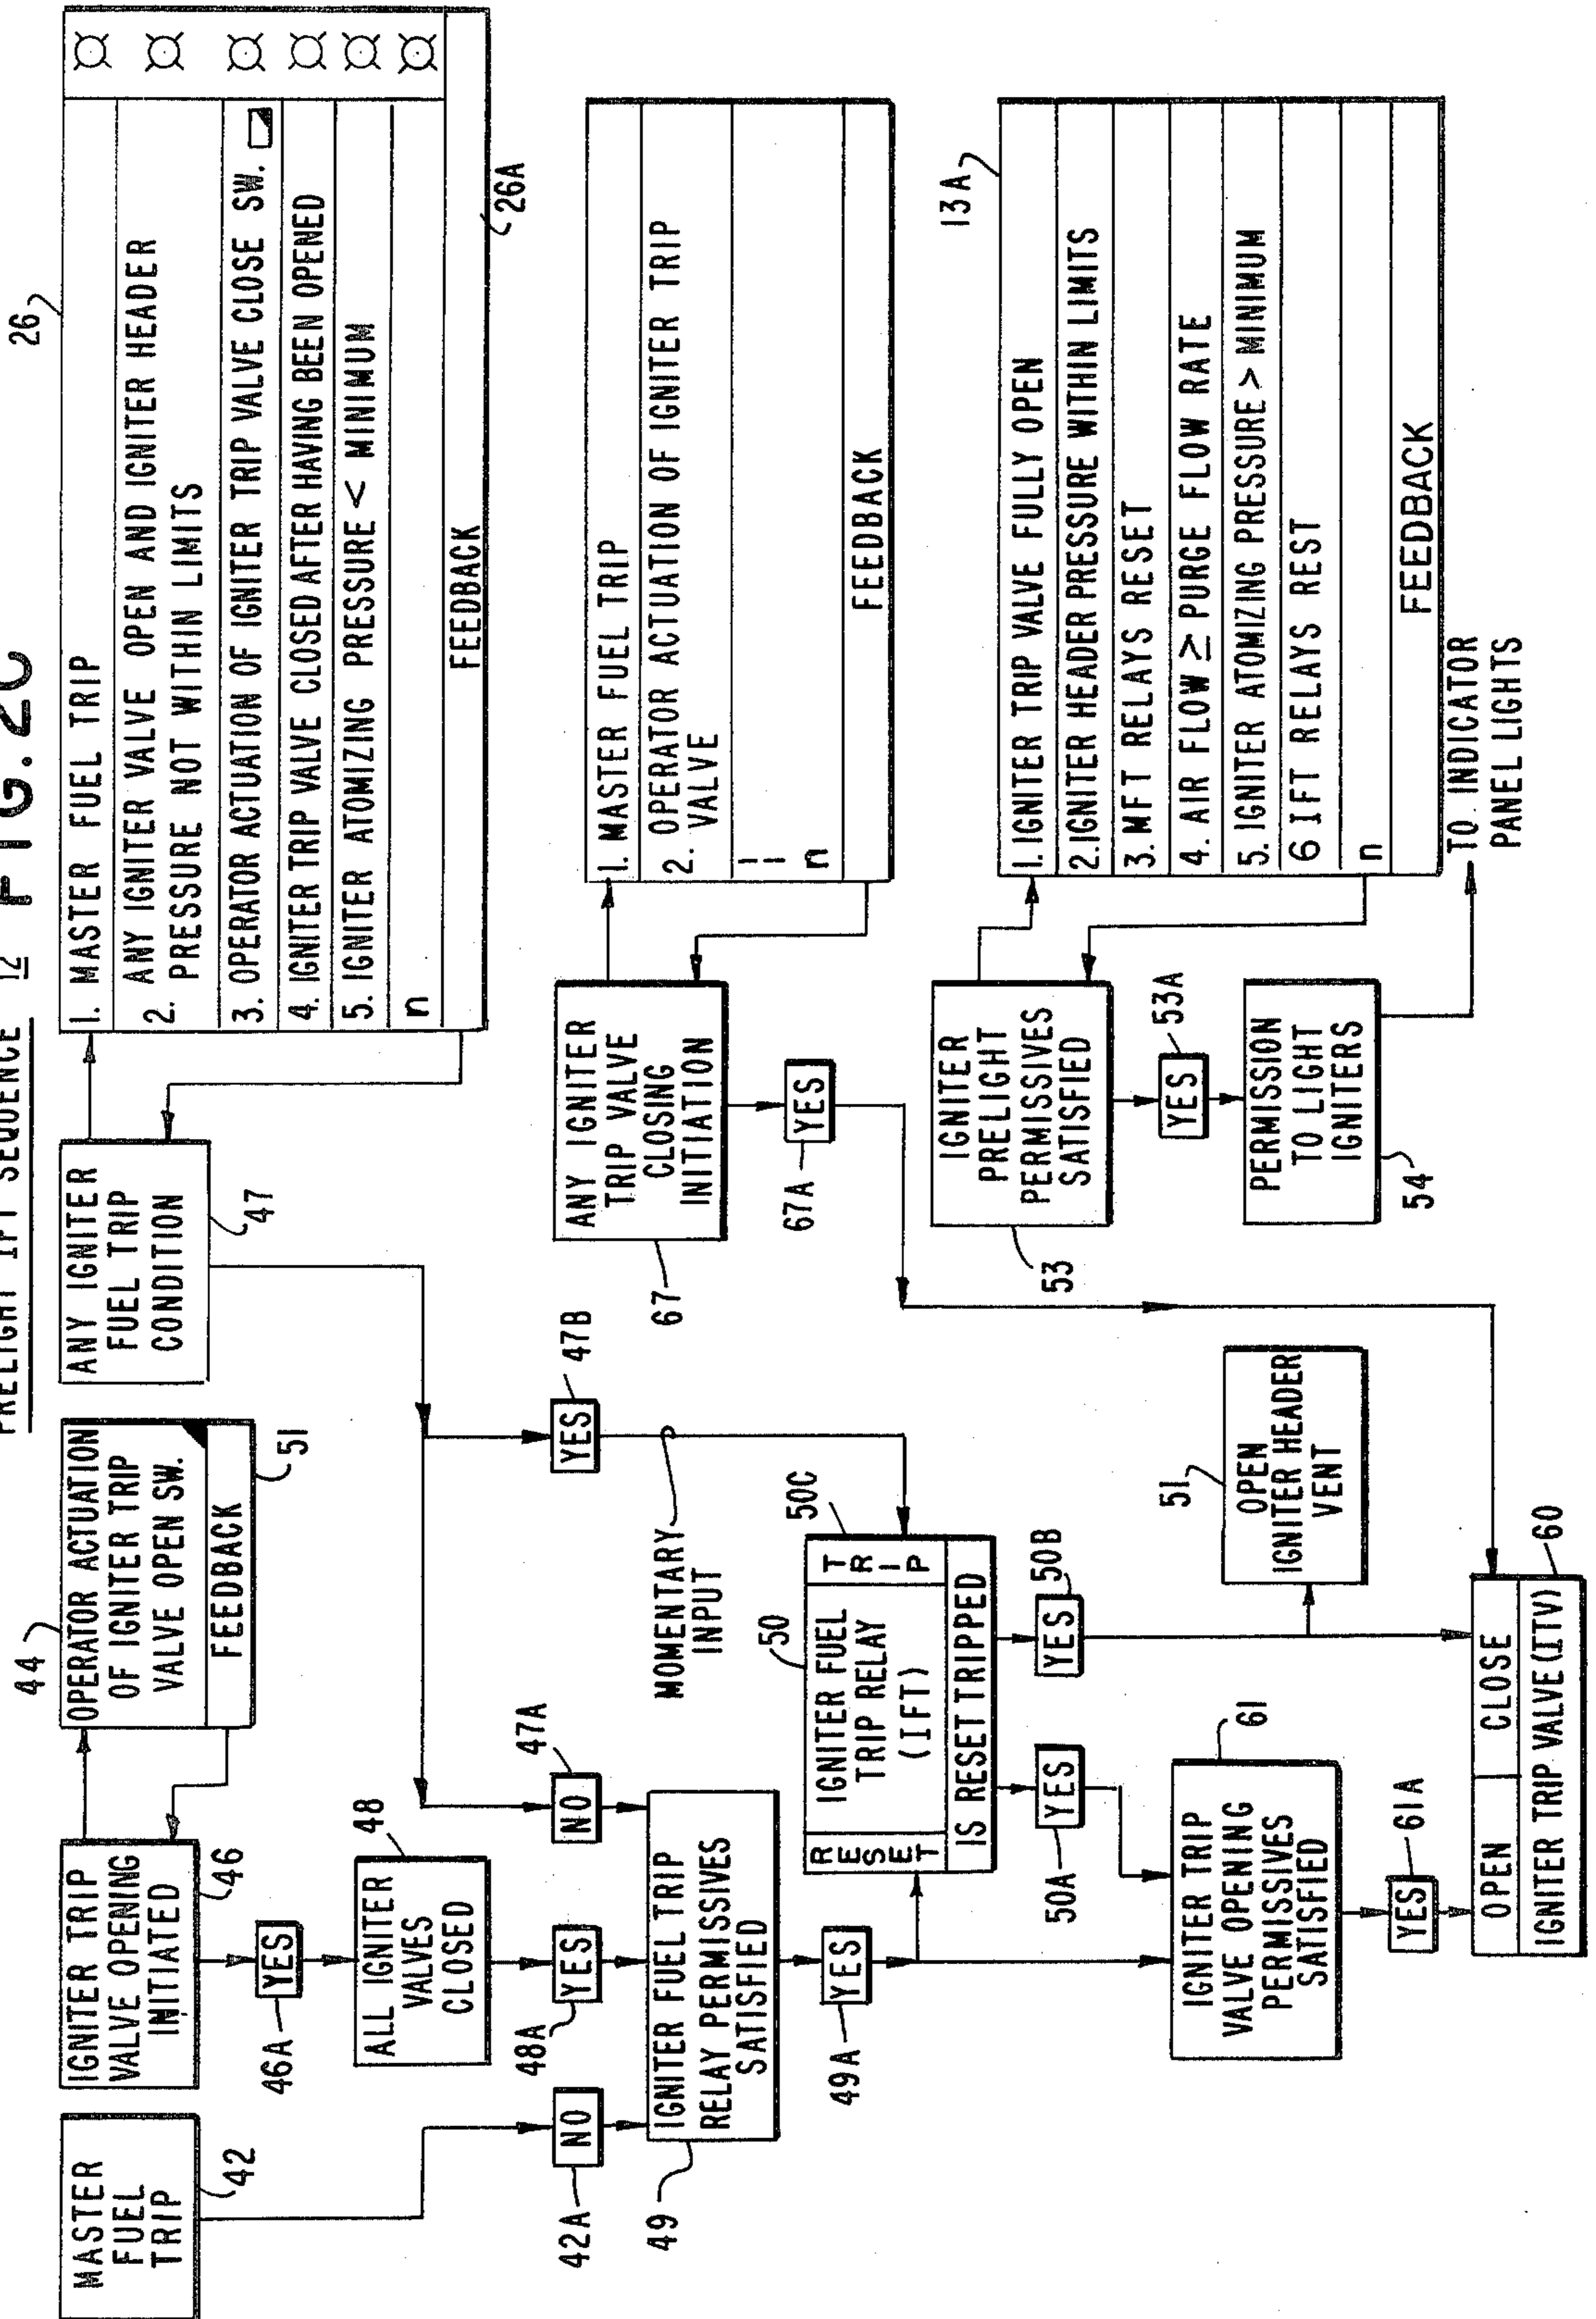 PRELIGHT IFT SEQUENCE 12 FIG. 2C
MASTER
FUEL
TRIP
42
42A
NO
IGNITER TRIP
VALVE OPENING
INITIATED
46
46A
YES
44
OPERATOR ACTUATION
OF IGNITER TRIP
VALVE OPEN SW.
FEEDBACK
51
ALL IGNITER
VALVES
CLOSED
48
48A
YES
ANY IGNITER
FUEL TRIP
CONDITION
47
47A
NO
47B
YES
MOMENTARY
INPUT
26
1. MASTER FUEL TRIP
2. ANY IGNITER VALVE OPEN AND IGNITER HEADER
PRESSURE NOT WITHIN LIMITS
3. OPERATOR ACTUATION OF IGNITER TRIP VALVE CLOSE SW.
4. IGNITER TRIP VALVE CLOSED AFTER HAVING BEEN OPENED
5. IGNITER ATOMIZING PRESSURE < MINIMUM
n
FEEDBACK
26A
IGNITER FUEL TRIP
RELAY PERMISSIVES
SATISFIED
49
49A
YES
50
50C
RESET
IGNITER FUEL
TRIP RELAY
(IFT)
TRIP
IS RESET TRIPPED
50A
YES
YES
50B
ANY IGNITER
TRIP VALVE
CLOSING
INITIATION
67
67A
YES
1. MASTER FUEL TRIP
2. OPERATOR ACTUATION OF IGNITER TRIP
VALVE
n
FEEDBACK
IGNITER
PRELIGHT
PERMISSIVES
SATISFIED
53
YES
53A
PERMISSION
TO LIGHT
IGNITERS
54
13A
1. IGNITER TRIP VALVE FULLY OPEN
2. IGNITER HEADER PRESSURE WITHIN LIMITS
3. MFT RELAYS RESET
4. AIR FLOW ≥ PURGE FLOW RATE
5. IGNITER ATOMIZING PRESSURE > MINIMUM
6 IFT RELAYS REST
n
FEEDBACK
TO INDICATOR
PANEL LIGHTS
IGNITER TRIP
VALVE OPENING
PERMISSIVES
SATISFIED
61
YES
61A
51
OPEN
IGNITER HEADER
VENT
OPEN
CLOSE
IGNITER TRIP VALVE (ITV)
60